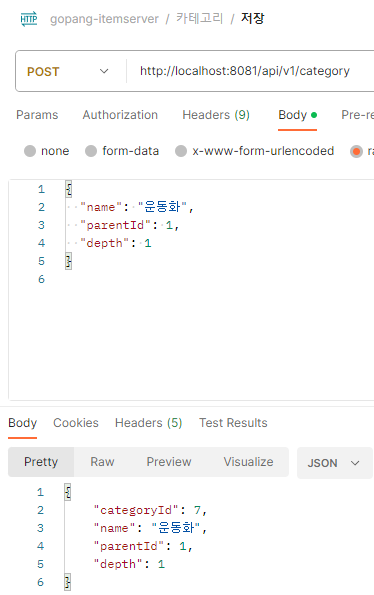 HTTP gopang-itemserver / 카테고리 / 저장
POST http://localhost:8081/api/v1/category
Params Authorization Headers (9) Body Pre-re
none form-data x-www-form-urlencoded ra
1 {
2 "name": "운동화",
3 "parentId": 1,
4 "depth": 1
5 }
6
Body Cookies Headers (5) Test Results
Pretty Raw Preview Visualize JSON
1 {
2 "categoryId": 7,
3 "name": "운동화",
4 "parentId": 1,
5 "depth": 1
6 }